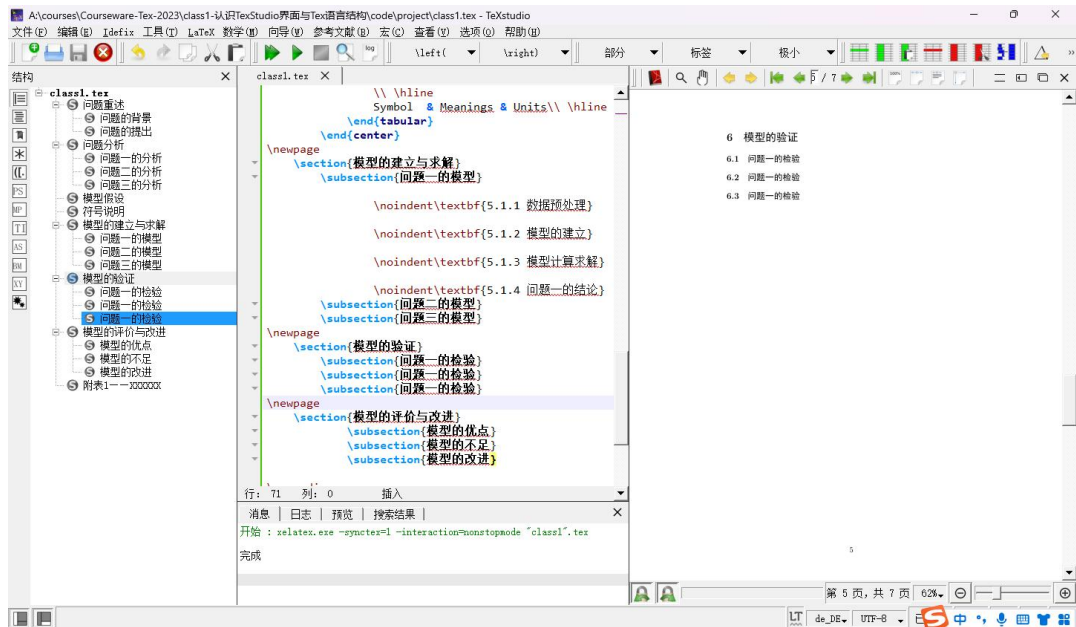 A:\courses\Courseware-Tex-2023\class1-认识TexStudio界面与Tex语言结构\code\project\class1.tex - TeXstudio
文件(F) 编辑(E) Idefix 工具(T) LaTeX 数学(M) 向导(W) 参考文献(B) 宏(C) 查看(V) 选项(O) 帮助(H)
log \left( \right) 部分 标签 极小
结构
class1.tex
问题重述
问题的背景
问题的提出
问题分析
问题一的分析
问题二的分析
问题三的分析
模型假设
符号说明
模型的建立与求解
问题一的模型
问题二的模型
问题三的模型
模型的验证
问题一的检验
问题一的检验
问题一的检验
模型的评价与改进
模型的优点
模型的不足
模型的改进
附表1——XXXXXX
PS
MP
TI
AS
BM
XY
class1.tex
\\ \hline
Symbol & Meanings & Units\\ \hline
\end{tabular}
\end{center}
\newpage
\section{模型的建立与求解}
\subsection{问题一的模型}
\noindent\textbf{5.1.1 数据预处理}
\noindent\textbf{5.1.2 模型的建立}
\noindent\textbf{5.1.3 模型计算求解}
\noindent\textbf{5.1.4 问题一的结论}
\subsection{问题二的模型}
\subsection{问题三的模型}
\newpage
\section{模型的验证}
\subsection{问题一的检验}
\subsection{问题一的检验}
\subsection{问题一的检验}
\newpage
\section{模型的评价与改进}
\subsection{模型的优点}
\subsection{模型的不足}
\subsection{模型的改进}
行: 71 列: 0 插入
消息 日志 预览 搜索结果
开始 : xelatex.exe -synctex=1 -interaction=nonstopmode "class1".tex
完成
5 / 7
6 模型的验证
6.1 问题一的检验
6.2 问题一的检验
6.3 问题一的检验
5
第 5 页，共 7 页 62%
LT de_DE UTF-8 中